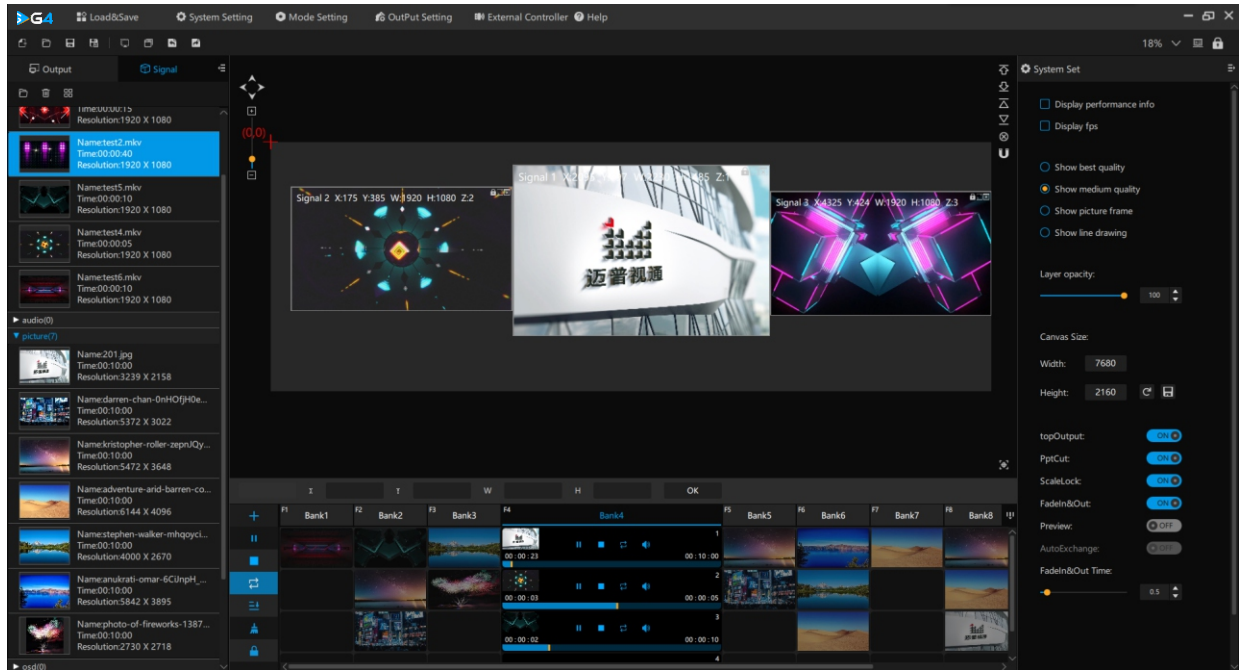 G4
Load&Save
System Setting
Mode Setting
OutPut Setting
External Controller
Help
18%
Output
Signal
Time:00:00:15
Resolution:1920 X 1080
Name:test2.mkv
Time:00:00:40
Resolution:1920 X 1080
Name:test5.mkv
Time:00:00:10
Resolution:1920 X 1080
Name:test4.mkv
Time:00:00:05
Resolution:1920 X 1080
Name:test6.mkv
Time:00:00:10
Resolution:1920 X 1080
audio(0)
picture(7)
Name:201.jpg
Time:00:10:00
Resolution:3239 X 2158
Name:darren-chan-0nHOfjH0e...
Time:00:10:00
Resolution:5372 X 3022
Name:kristopher-roller-zepnJQy...
Time:00:10:00
Resolution:5472 X 3648
Name:adventure-arid-barren-co...
Time:00:10:00
Resolution:6144 X 4096
Name:stephen-walker-mhqoyci...
Time:00:10:00
Resolution:4000 X 2670
Name:anukrati-omar-6CiJnpH_...
Time:00:10:00
Resolution:5842 X 3895
Name:photo-of-fireworks-1387...
Time:00:10:00
Resolution:2730 X 2718
osd(0)
(0,0)
Signal 2 X:175 Y:385 W:1920 H:1080 Z:2
Signal 1
迈普视通
Signal 3 X:4325 Y:424 W:1920 H:1080 Z:3
X
Y
W
H
OK
F1 Bank1
F2 Bank2
F3 Bank3
F4 Bank4
F5 Bank5
F6 Bank6
F7 Bank7
F8 Bank8
1
00:00:23
00:10:00
2
00:00:03
00:00:05
3
00:00:02
00:00:10
4
System Set
Display performance info
Display fps
Show best quality
Show medium quality
Show picture frame
Show line drawing
Layer opacity:
100
Canvas Size:
Width: 7680
Height: 2160
topOutput: ON
PptCut: ON
ScaleLock: ON
FadeIn&Out: ON
Preview: OFF
AutoExchange: OFF
FadeIn&Out Time:
0.5